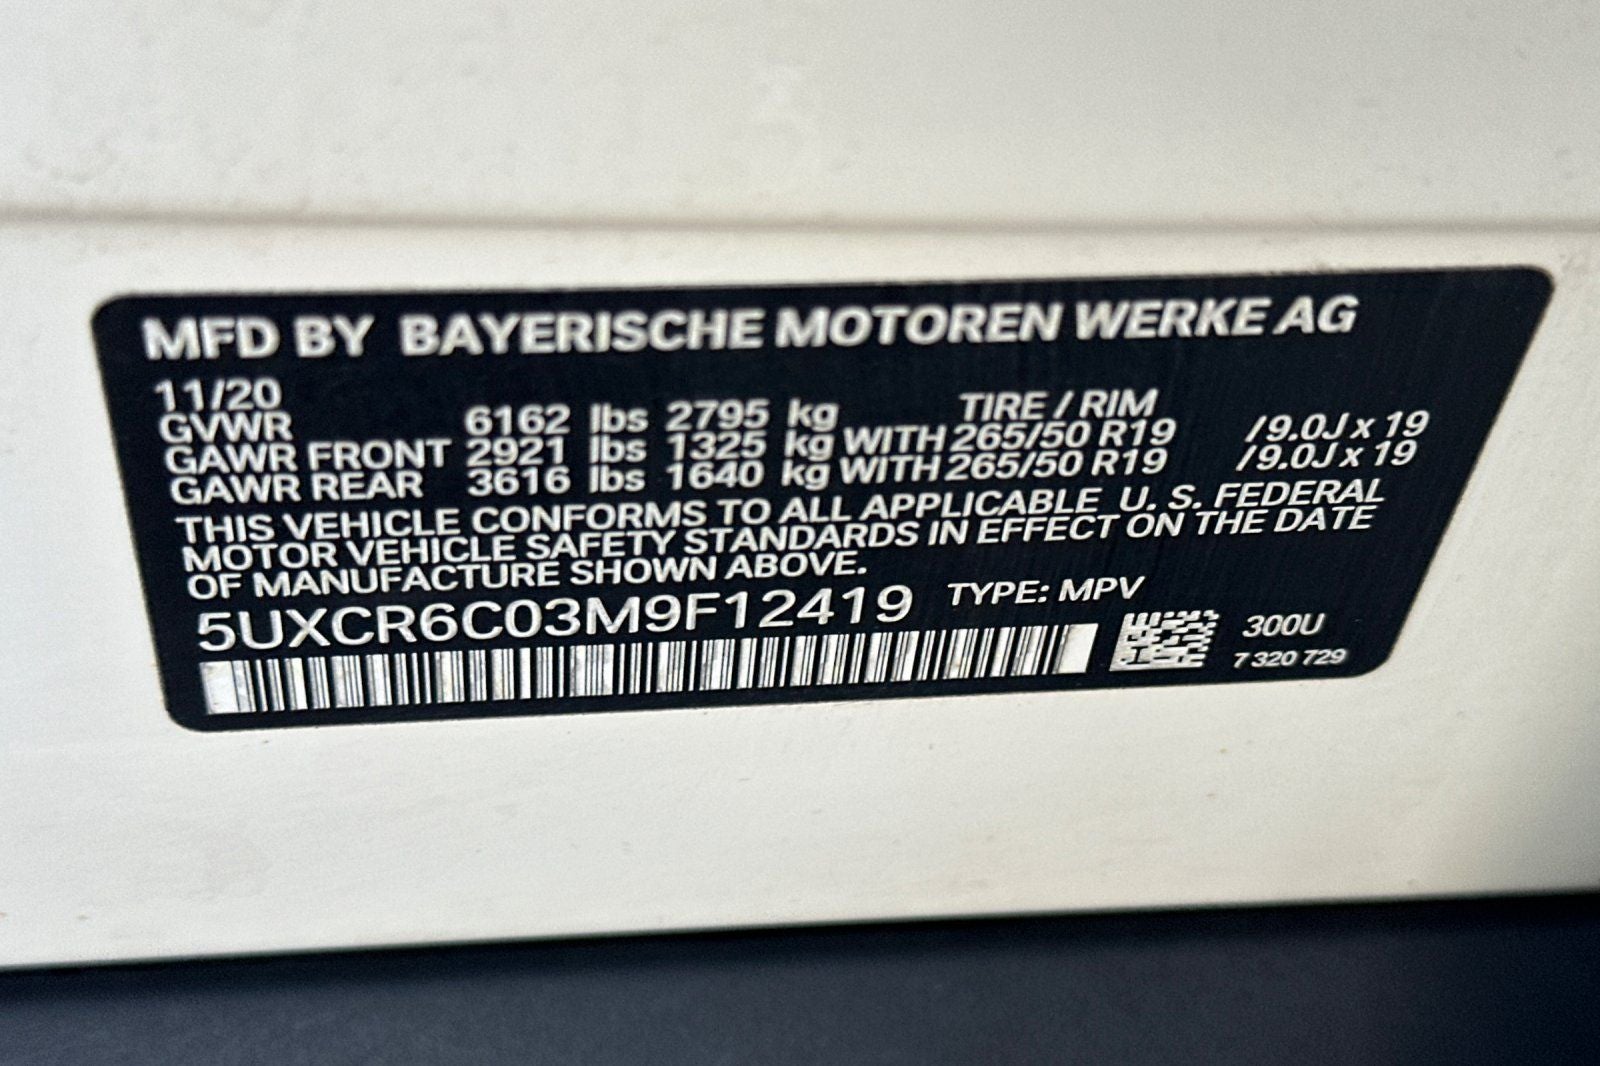 MFD BY BAYERISCHE MOTOREN WERKE AG
11/20
TIRE / RIM
GVWR 6162 lbs 2795 kg
GAWR FRONT 2921 lbs 1325 kg WITH 265/50 R19 /9.0J x 19
GAWR REAR 3616 lbs 1640 kg WITH 265/50 R19 /9.0J x 19
THIS VEHICLE CONFORMS TO ALL APPLICABLE U. S. FEDERAL
MOTOR VEHICLE SAFETY STANDARDS IN EFFECT ON THE DATE
OF MANUFACTURE SHOWN ABOVE.
5UXCR6C03M9F12419 TYPE: MPV
300U
7 320 729